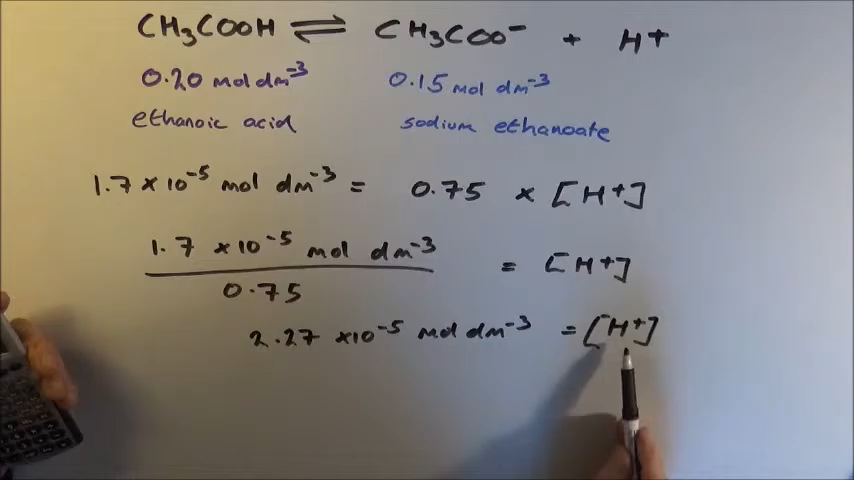 CH₃COOH ⇌ CH₃COO⁻ + H⁺
0.20 mol dm⁻³ 0.15 mol dm⁻³
ethanoic acid sodium ethanoate
1.7 × 10⁻⁵ mol dm⁻³ = 0.75 × [H⁺]
1.7 × 10⁻⁵ mol dm⁻³ = [H⁺]
0.75
2.27 × 10⁻⁵ mol dm⁻³ = [H⁺]